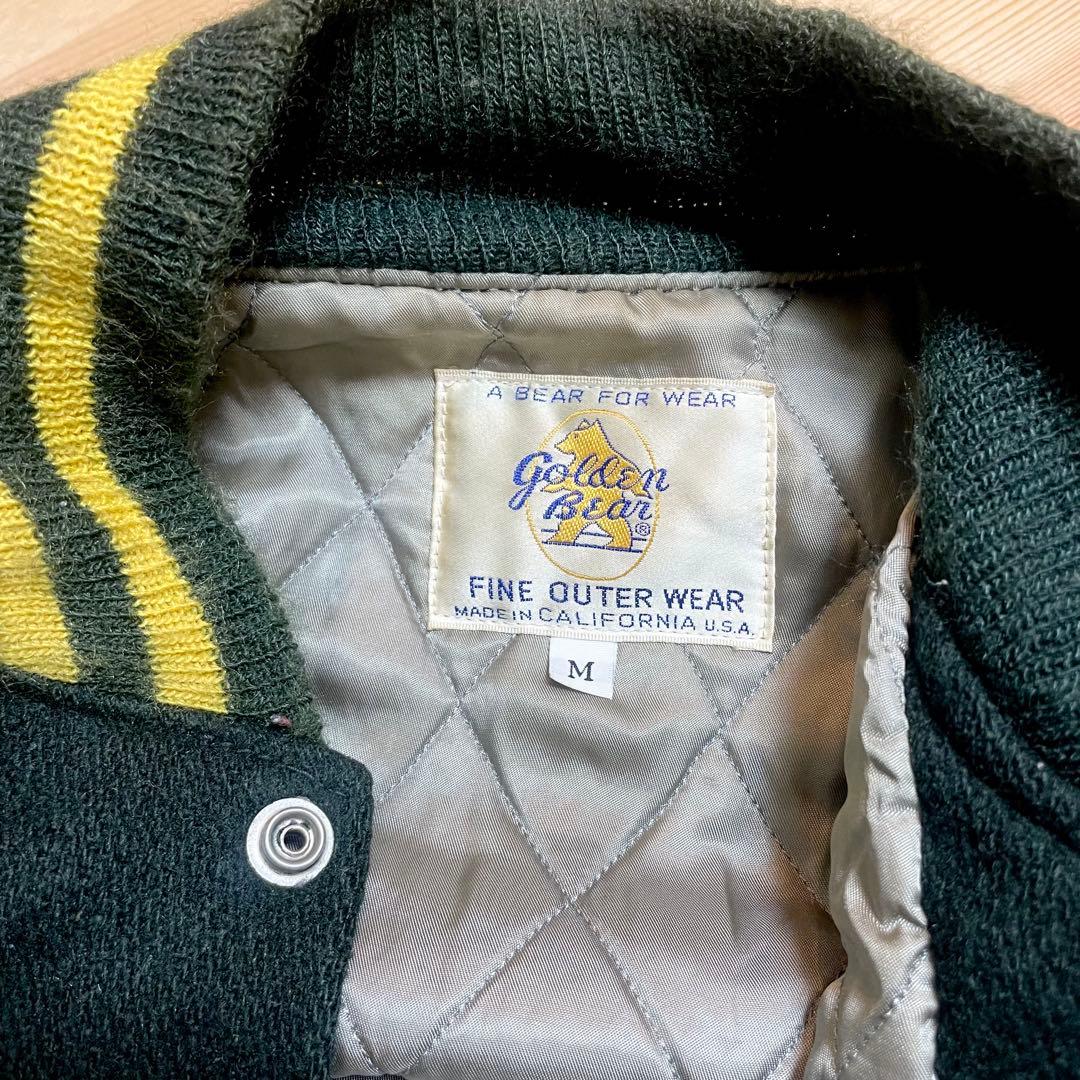 A BEAR FOR WEAR
Golden
Bear
®
FINE OUTER WEAR
MADE IN CALIFORNIA U.S.A.
M